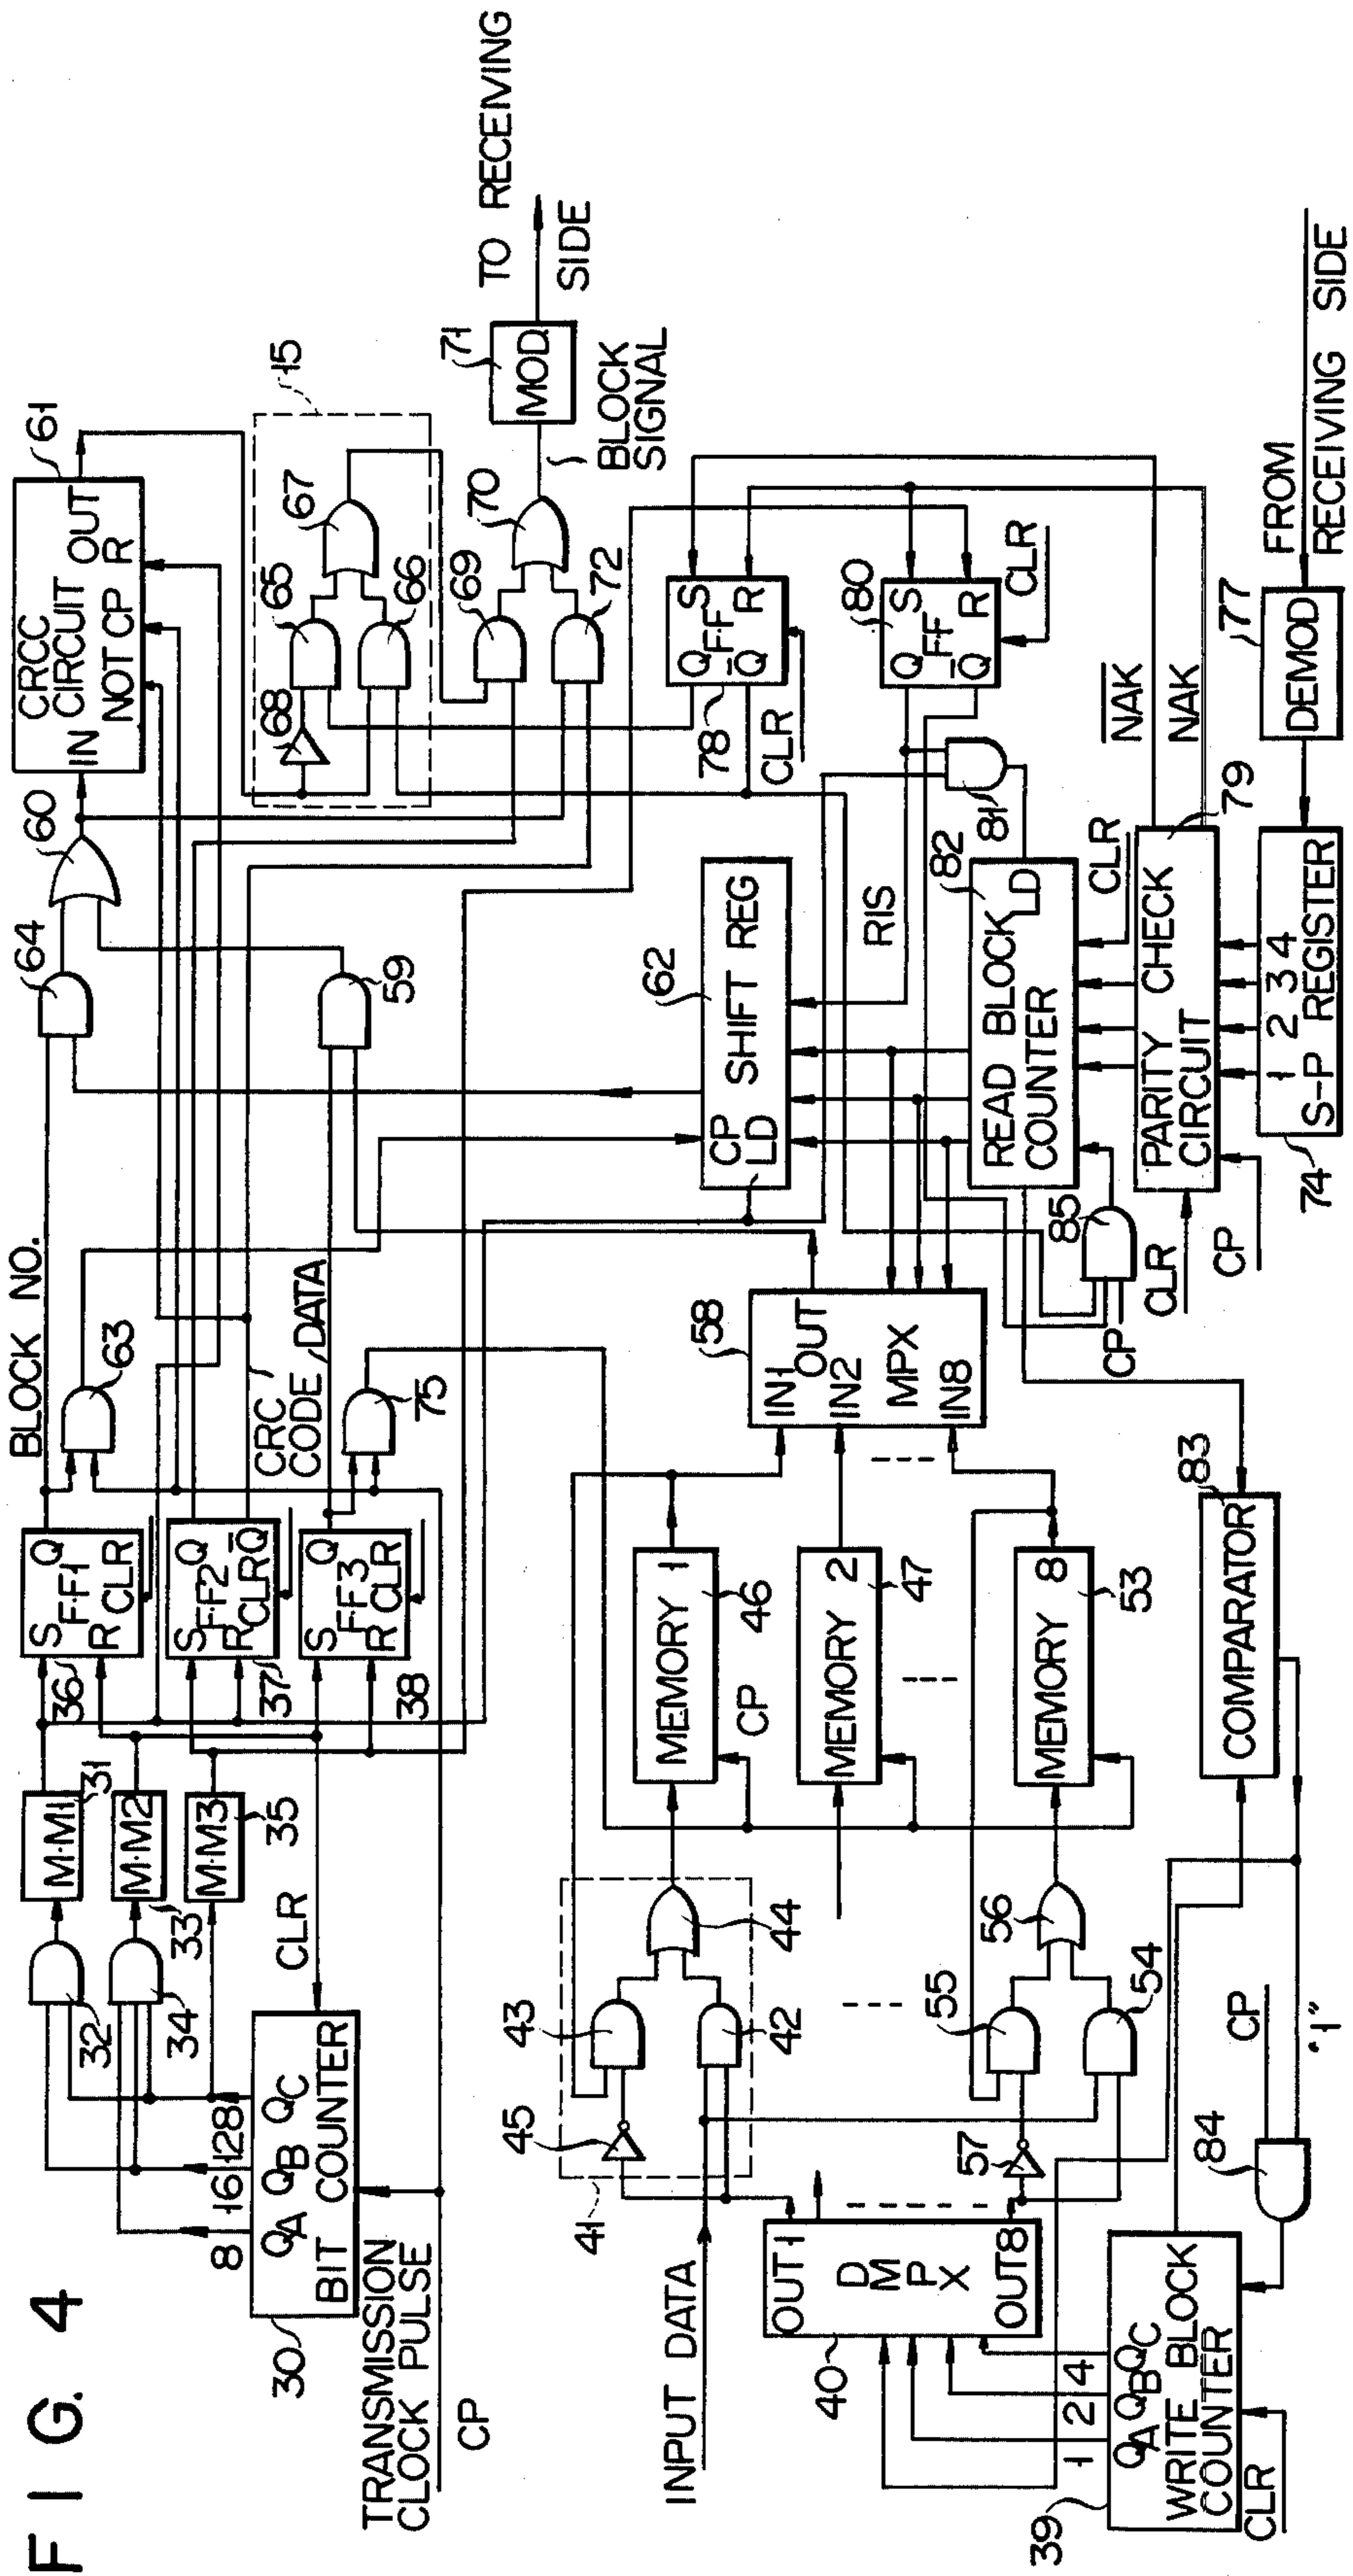 FIG. 4
BLOCK NO.
CRCC
CIRCUIT
IN
OUT
NOT CP R
61
60
64
63
59
36
S Q
FF1
R CLR
37
S Q
FF2
R CLR Q̅
38
S Q
FF3
R CLR
M·M1
31
M·M2
33
M·M3
35
32
34
CLR
8 16 128
QA QB QC
BIT COUNTER
30
TRANSMISSION
CLOCK PULSE
CP
CRC
CODE
DATA
75
15
65
66
67
68
69
70
72
71
MOD
BLOCK
SIGNAL
TO RECEIVING
SIDE
62
SHIFT REG
CP
LD
RIS
78
Q S
FF
Q̅ R
CLR
80
Q S
FF
Q̅ R
CLR
81
82
READ BLOCK
COUNTER
LD
CLR
NAK̅
NAK
79
PARITY CHECK
CIRCUIT
CLR
CP
74
1 2 3 4
S-P REGISTER
77
DEMOD
FROM
RECEIVING SIDE
85
CP
58
IN1
OUT
IN2
MPX
IN8
MEMORY 1
46
CP
MEMORY 2
47
MEMORY 8
53
83
COMPARATOR
41
43
42
44
45
55
54
56
57
INPUT DATA
40
OUT1
DMPX
OUT8
39
1 2 4
QA QB QC
WRITE BLOCK
COUNTER
CLR
84
CP
"1"